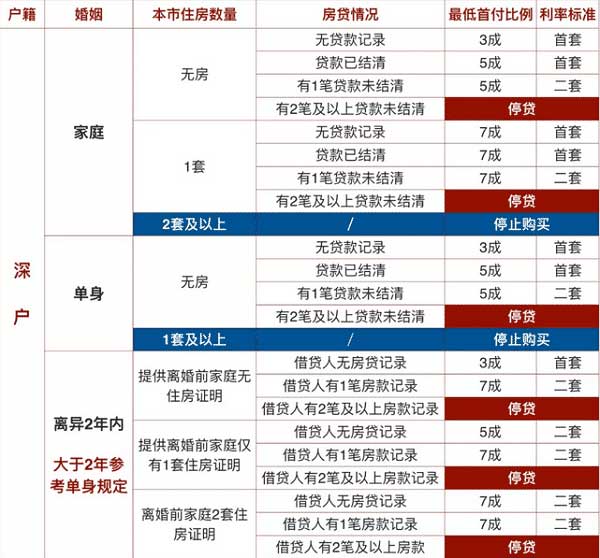 户籍 婚姻 本市住房数量 房贷情况 最低首付比例 利率标准
深户
家庭
无房
无贷款记录 3成 首套
贷款已结清 5成 首套
有1笔贷款未结清 5成 二套
有2笔及以上贷款未结清 停贷
1套
无贷款记录 7成 首套
贷款已结清 7成 首套
有1笔贷款未结清 7成 二套
有2笔及以上贷款未结清 停贷
2套及以上 / 停止购买
单身
无房
无贷款记录 3成 首套
贷款已结清 5成 首套
有1笔贷款未结清 5成 二套
有2笔及以上贷款未结清 停贷
1套及以上 / 停止购买
离异2年内
大于2年参
考单身规定
提供离婚前家庭无
住房证明
借贷人无房贷记录 3成 首套
借贷人有1笔房款记录 7成 二套
借贷人有2笔及以上房款记录 停贷
提供离婚前家庭仅
有1套住房证明
借贷人无房贷记录 5成 二套
借贷人有1笔房款记录 7成 二套
借贷人有2笔及以上房款记录 停贷
离婚前家庭2套住
房证明
借贷人无房贷记录 7成 二套
借贷人有1笔房款记录 7成 二套
借贷人有2笔及以上房款 停贷